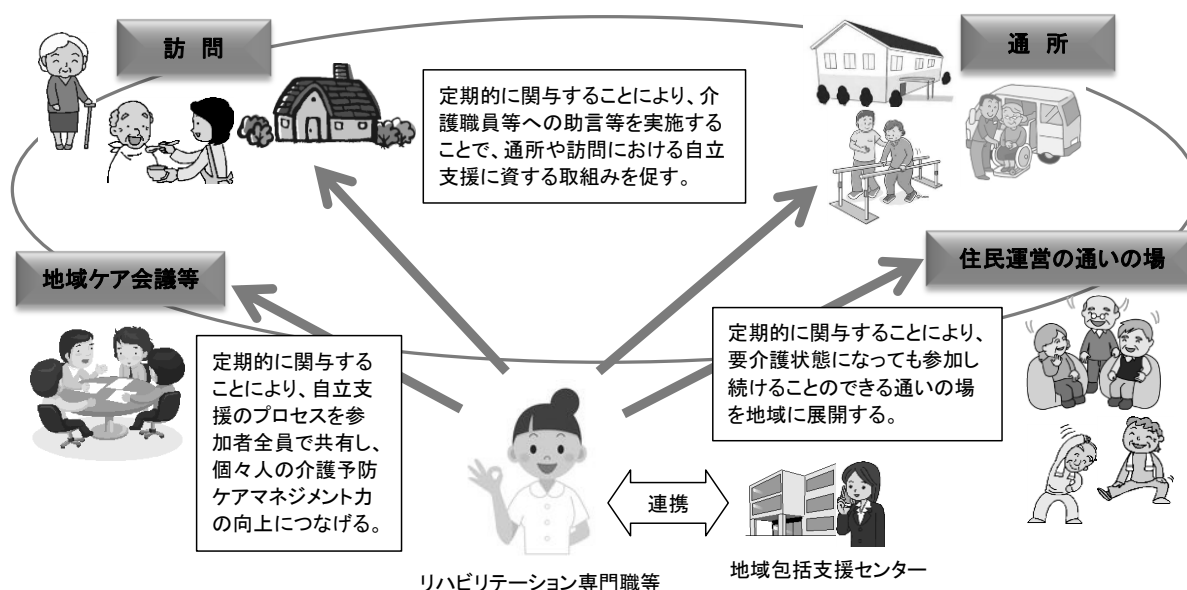 訪 問
通 所
定期的に関与することにより、介
護職員等への助言等を実施する
ことで、通所や訪問における自立
支援に資する取組みを促す。
地域ケア会議等
住民運営の通いの場
定期的に関与する
ことにより、自立支
援のプロセスを参
加者全員で共有し、
個々人の介護予防
ケアマネジメント力
の向上につなげる。
定期的に関与することにより、
要介護状態になっても参加し
続けることのできる通いの場
を地域に展開する。
連携
リハビリテーション専門職等
地域包括支援センター